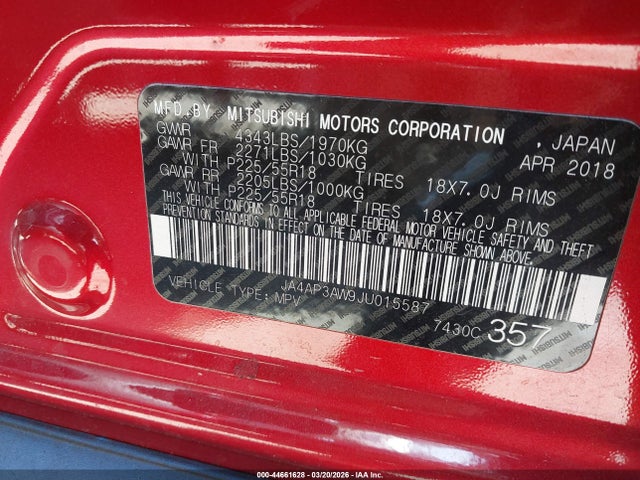 MFD. BY MITSUBISHI MOTORS CORPORATION , JAPAN
GVWR 4343LBS/1970KG APR 2018
GAWR FR 2271LBS/1030KG
WITH P225/55R18 TIRES 18X7.0J RIMS
GAWR RR 2205LBS/1000KG
WITH P225/55R18 TIRES 18X7.0J RIMS
THIS VEHICLE CONFORMS TO ALL APPLICABLE FEDERAL MOTOR VEHICLE SAFETY AND THEFT
PREVENTION STANDARDS IN EFFECT ON THE DATE OF MANUFACTURE SHOWN ABOVE.
JA4AP3AW9JU015587
VEHICLE TYPE: MPV
7430C 357
000-44661628 — 03/20/2026 — IAA Inc.